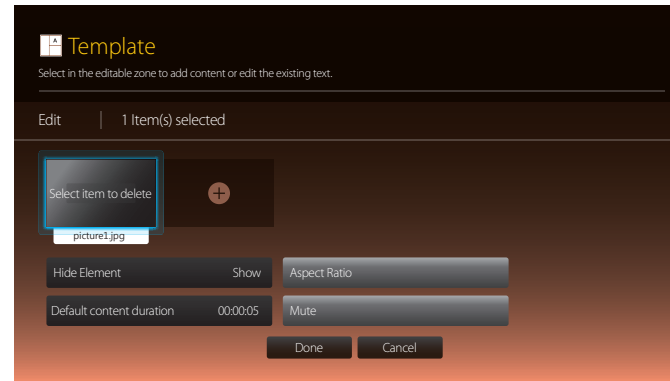 A
Template
Select in the editable zone to add content or edit the existing text.
Edit | 1 Item(s) selected
Select item to delete
picture1.jpg
Hide Element Show Aspect Ratio
Default content duration 00:00:05 Mute
Done Cancel